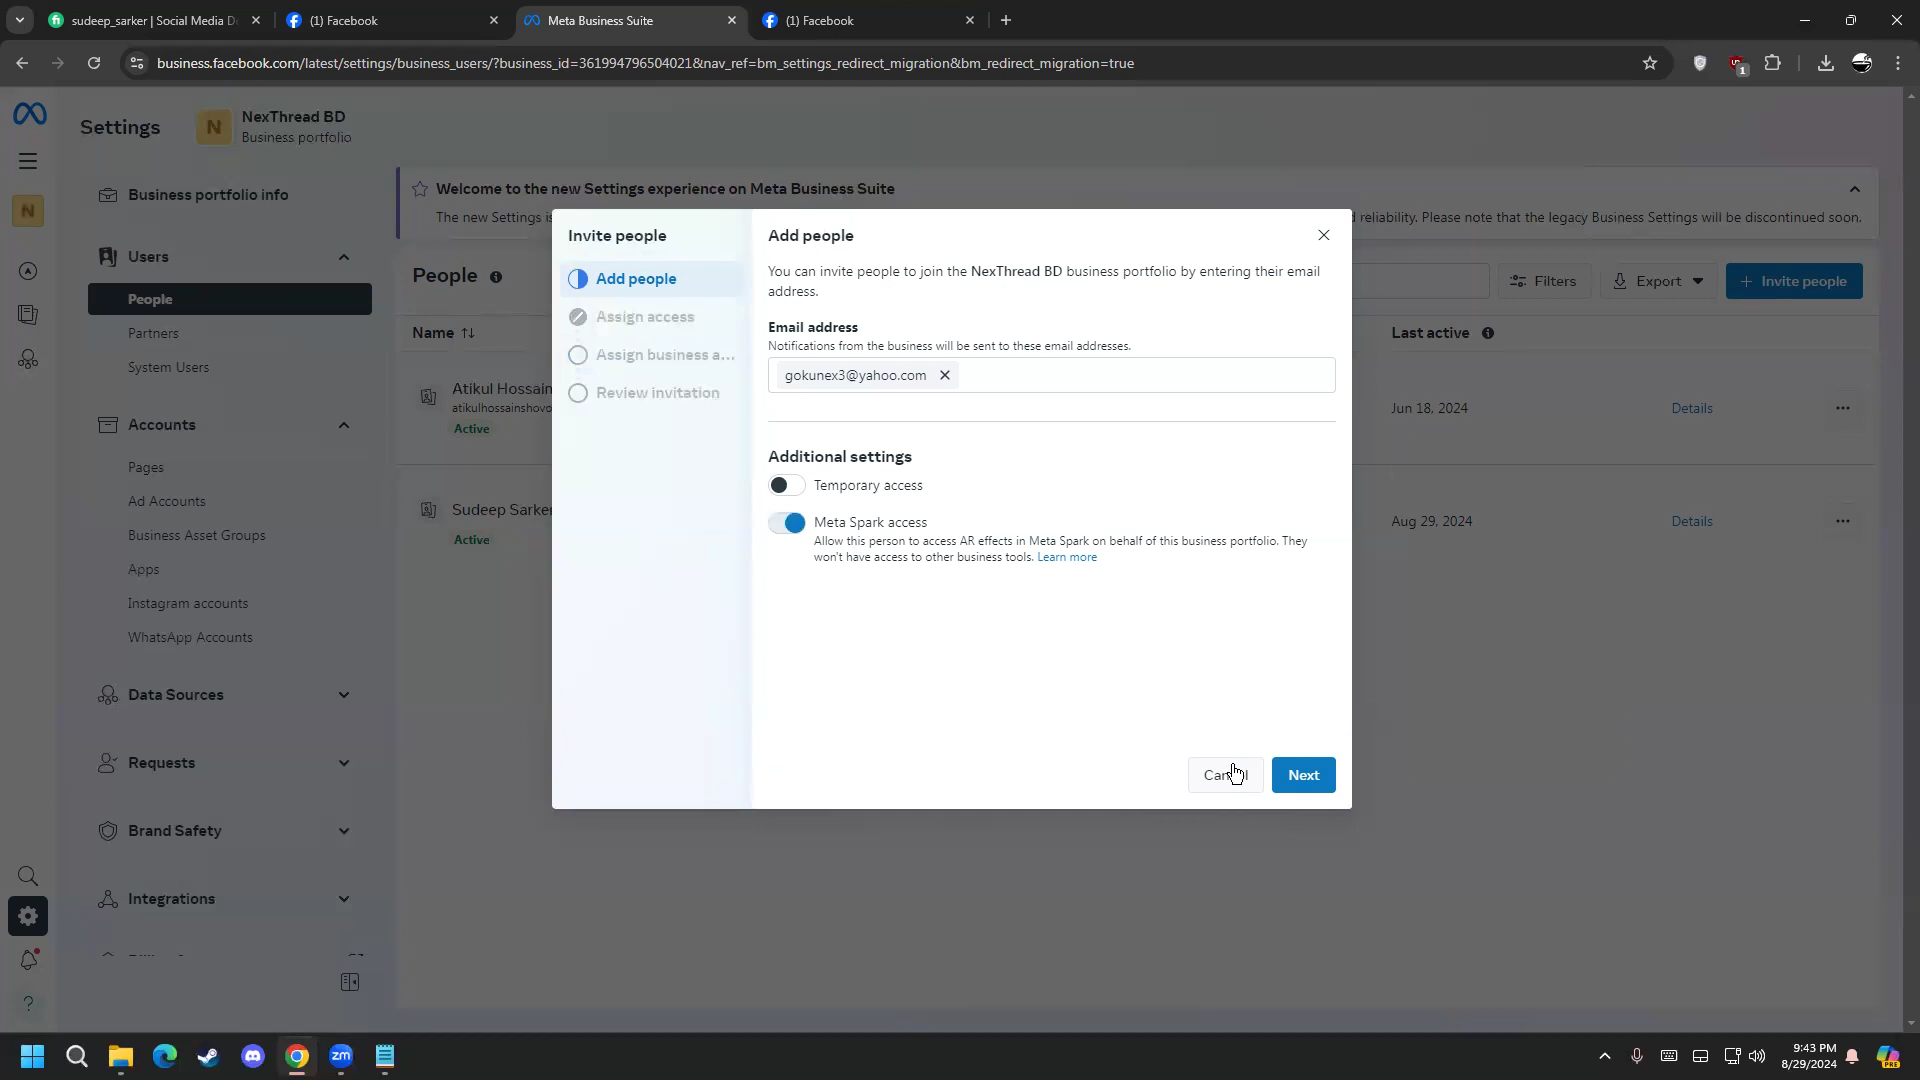 sudeep_sarker | Social Media D
(1) Facebook
Meta Business Suite
(1) Facebook
business.facebook.com/latest/settings/business_users/?business_id=361994796504021&nav_ref=bm_settings_redirect_migration&bm_redirect_migration=true
1
Settings
N
NexThread BD
Business portfolio
Business portfolio info
N
Users
People
Partners
System Users
Accounts
Pages
Ad Accounts
Business Asset Groups
Apps
Instagram accounts
WhatsApp Accounts
Data Sources
Requests
Brand Safety
Integrations
Welcome to the new Settings experience on Meta Business Suite
The new Settings is
reliability. Please note that the legacy Business Settings will be discontinued soon.
People
Filters
Export
+ Invite people
Name
Last active
Atikul Hossain
atikulhossainshovo
Active
Jun 18, 2024
Details
Sudeep Sarker
Active
Aug 29, 2024
Details
Invite people
Add people
Assign access
Assign business a...
Review invitation
Add people
You can invite people to join the NexThread BD business portfolio by entering their email
address.
Email address
Notifications from the business will be sent to these email addresses.
gokunex3@yahoo.com
Additional settings
Temporary access
Meta Spark access
Allow this person to access AR effects in Meta Spark on behalf of this business portfolio. They
won't have access to other business tools. Learn more
Cancel
Next
zm
9:43 PM
8/29/2024
PRE